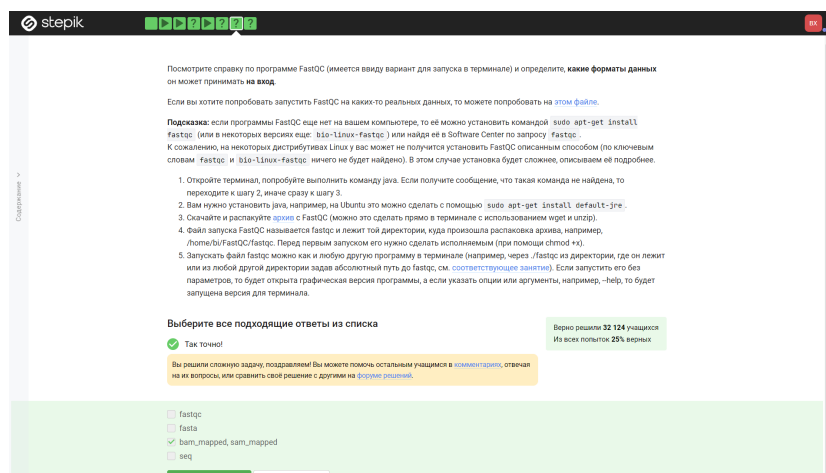 stepik
? ? ? ?
BX
Содержание
Посмотрите справку по программе FastQC (имеется ввиду вариант для запуска в терминале) и определите, какие форматы данных
он может принимать на вход.
Если вы хотите попробовать запустить FastQC на каких-то реальных данных, то можете попробовать на этом файле.
Подсказка: если программы FastQC еще нет на вашем компьютере, то её можно установить командой sudo apt-get install
fastqc (или в некоторых версиях еще: bio-linux-fastqc) или найдя её в Software Center по запросу fastqc.
К сожалению, на некоторых дистрибутивах Linux у вас может не получится установить FastQC описанным способом (по ключевым
словам fastqc и bio-linux-fastqc ничего не будет найдено). В этом случае установка будет сложнее, описываем её подробнее.
1. Откройте терминал, попробуйте выполнить команду java. Если получите сообщение, что такая команда не найдена, то
переходите к шагу 2, иначе сразу к шагу 3.
2. Вам нужно установить java, например, на Ubuntu это можно сделать с помощью sudo apt-get install default-jre.
3. Скачайте и распакуйте архив с FastQC (можно это сделать прямо в терминале с использованием wget и unzip).
4. Файл запуска FastQC называется fastqc и лежит той директории, куда произошла распаковка архива, например,
/home/bi/FastQC/fastqc. Перед первым запуском его нужно сделать исполняемым (при помощи chmod +x).
5. Запускать файл fastqc можно как и любую другую программу в терминале (например, через ./fastqc из директории, где он лежит
или из любой другой директории задав абсолютный путь до fastqc, см. соответствующее занятие). Если запустить его без
параметров, то будет открыта графическая версия программы, а если указать опции или аргументы, например, --help, то будет
запущена версия для терминала.
Выберите все подходящие ответы из списка
Верно решили 32 124 учащихся
Из всех попыток 25% верных
Так точно!
Вы решили сложную задачу, поздравляем! Вы можете помочь остальным учащимся в комментариях, отвечая
на их вопросы, или сравнить своё решение с другими на форуме решений.
fastqc
fasta
bam_mapped, sam_mapped
seq